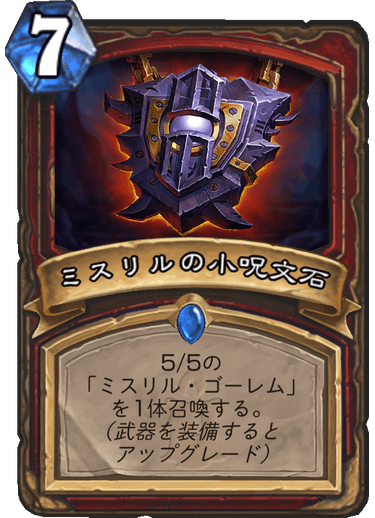 7
ミスリルの小呪文石
5/5の
「ミスリル・ゴーレム」
を1体召喚する。
(武器を装備すると
アップグレード)